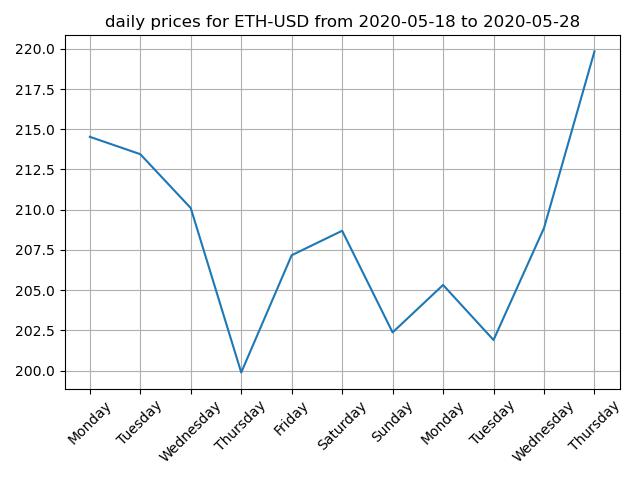 daily prices for ETH-USD from 2020-05-18 to 2020-05-28
220.0
217.5
215.0
212.5
210.0
207.5
205.0
202.5
200.0
Monday
Tuesday
Wednesday
Thursday
Friday
Saturday
Sunday
Monday
Tuesday
Wednesday
Thursday